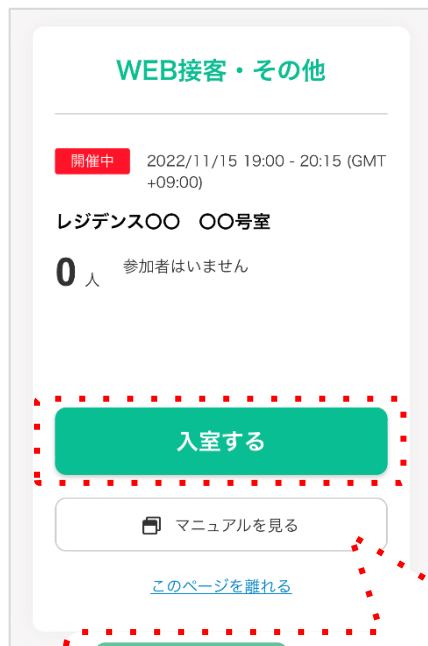 WEB接客・その他
開催中
2022/11/15 19:00 - 20:15 (GMT
+09:00)
レジデンス〇〇　〇〇号室
0 人 参加者はいません
入室する
マニュアルを見る
このページを離れる